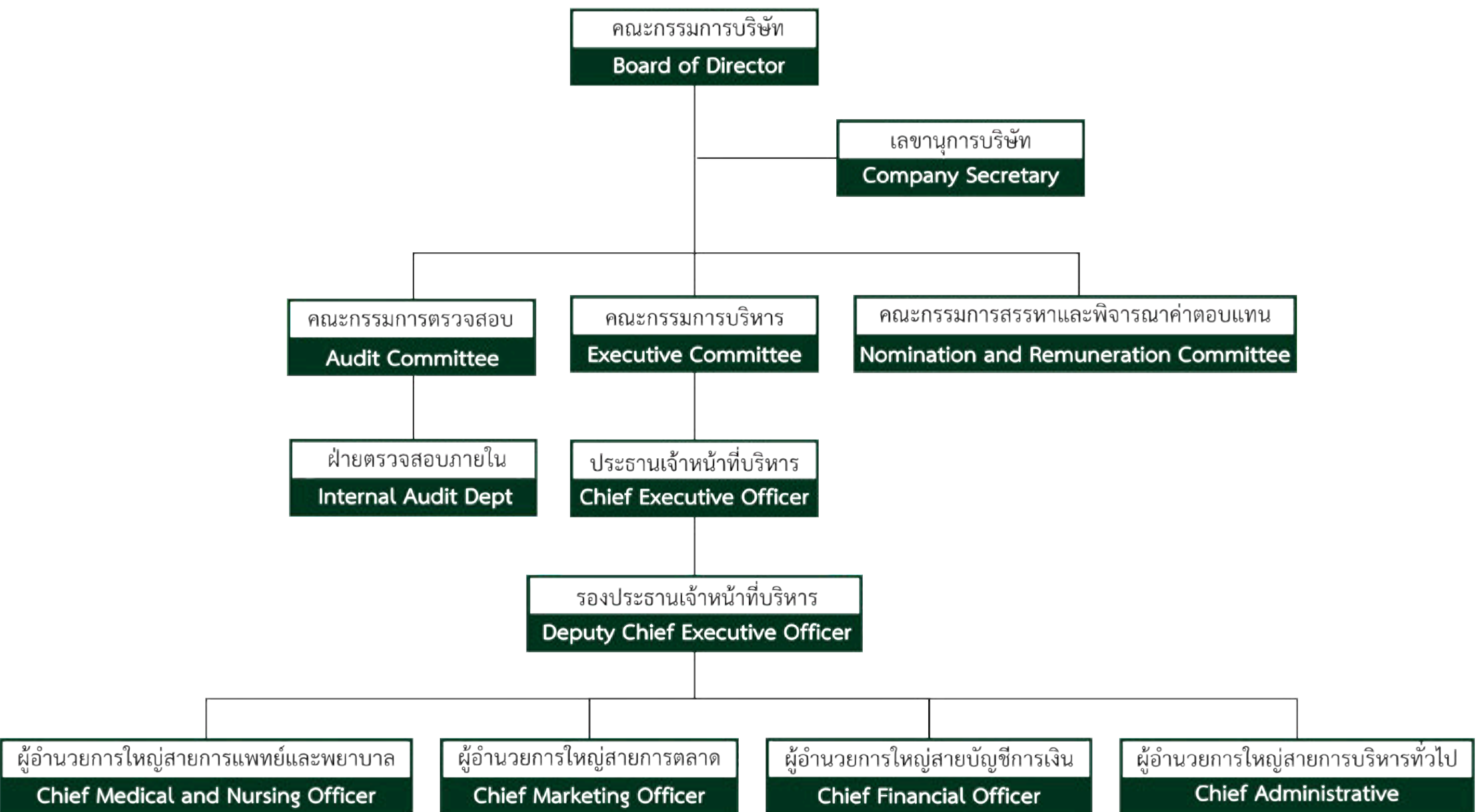 คณะกรรมการบริษัท
Board of Director
เลขานุการบริษัท
Company Secretary
คณะกรรมการตรวจสอบ
Audit Committee
คณะกรรมการบริหาร
Executive Committee
คณะกรรมการสรรหาและพิจารณาค่าตอบแทน
Nomination and Remuneration Committee
ฝ่ายตรวจสอบภายใน
Internal Audit Dept
ประธานเจ้าหน้าที่บริหาร
Chief Executive Officer
รองประธานเจ้าหน้าที่บริหาร
Deputy Chief Executive Officer
ผู้อำนวยการใหญ่สายการแพทย์และพยาบาล
Chief Medical and Nursing Officer
ผู้อำนวยการใหญ่สายการตลาด
Chief Marketing Officer
ผู้อำนวยการใหญ่สายบัญชีการเงิน
Chief Financial Officer
ผู้อำนวยการใหญ่สายการบริหารทั่วไป
Chief Administrative